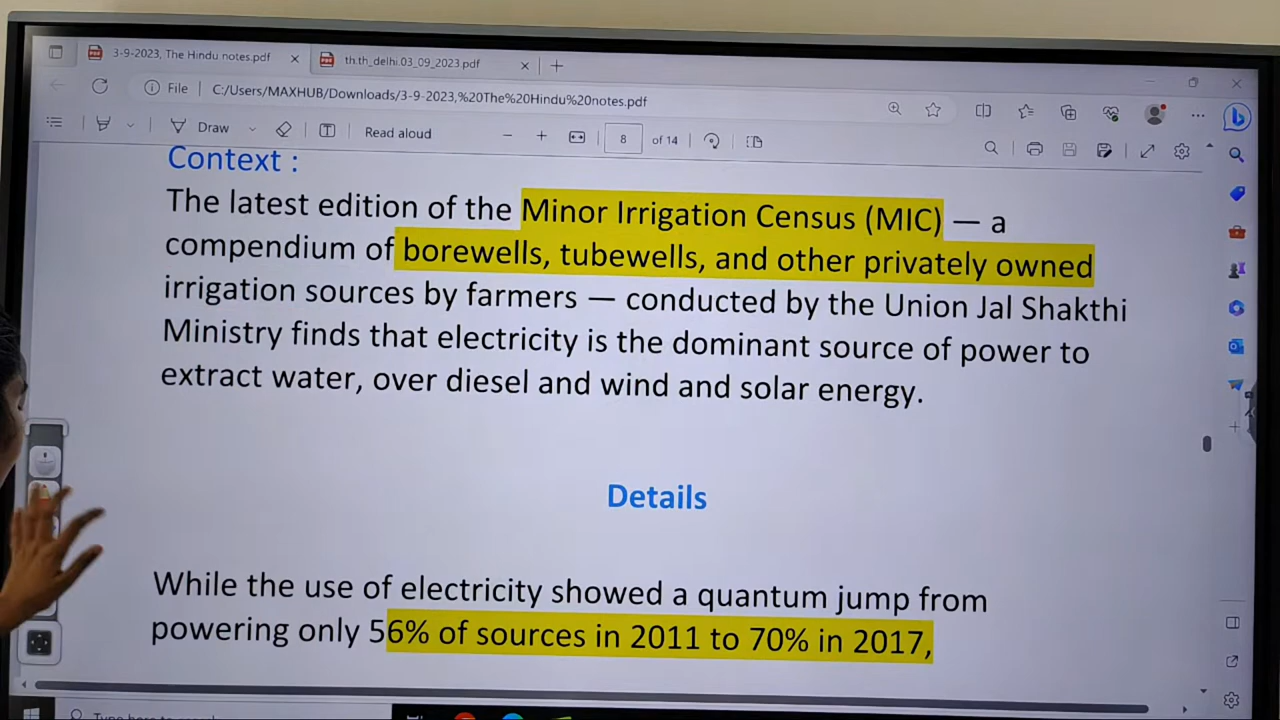 3-9-2023, The Hindu notes.pdf
th.th_delhi.03_09_2023.pdf
File
C:/Users/MAXHUB/Downloads/3-9-2023,%20The%20Hindu%20notes.pdf
Draw
Read aloud
8
of 14
Context :
The latest edition of the Minor Irrigation Census (MIC) — a
compendium of borewells, tubewells, and other privately owned
irrigation sources by farmers — conducted by the Union Jal Shakthi
Ministry finds that electricity is the dominant source of power to
extract water, over diesel and wind and solar energy.
Details
While the use of electricity showed a quantum jump from
powering only 56% of sources in 2011 to 70% in 2017,
Type here to search